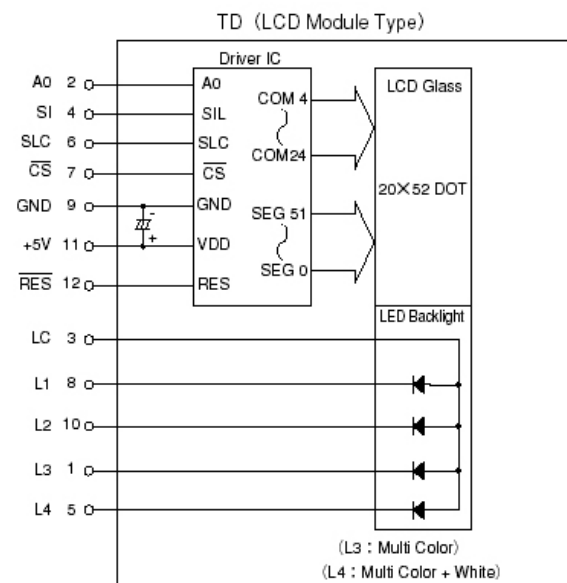 TD (LCD Module Type)
Driver IC
A0 2 A0 COM 4 LCD Glass
SI 4 SIL
SLC 6 SLC COM24
CS 7 CS 20×52 DOT
GND 9 - GND SEG 51
+5V 11 + VDD
RES 12 RES SEG 0
LED Backlight
LC 3
L1 8
L2 10
L3 1
L4 5
(L3 : Multi Color)
(L4 : Multi Color + White)